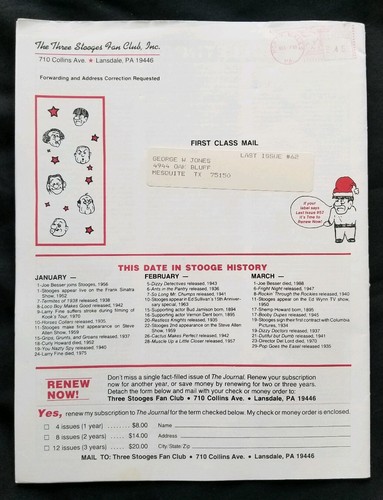 The Three Stooges Fan Club, Inc.
710 Collins Ave. ★ Lansdale, PA 19446
Forwarding and Address Correction Requested
FIRST CLASS MAIL
GEORGE W JONES LAST ISSUE #62
4944 OAK BLUFF
MESQUITE TX 75150
If your
label says
Last Issue #61
It's Time to
Renew Now!
THIS DATE IN STOOGE HISTORY
JANUARY —
1-Joe Besser joins Stooges, 1956
1-Stooges appear live on the Frank Sinatra
Show, 1952
7-Termites of 1938 released, 1938
8-Loco Boy Makes Good released, 1942
9-Larry Fine suffers stroke during filming of
Kook's Tour, 1970
10-Horses Collars released, 1935
11-Stooges make first appearance on Steve
Allen Show, 1959
15-Grips, Grunts, and Groans released, 1937
18-Curly Howard died, 1952
19-You Nazty Spy released, 1940
24-Larry Fine died, 1975
FEBRUARY —
5-Dizzy Detectives released, 1943
6-Ants in the Pantry released, 1936
7-So Long Mr. Chumps released, 1941
10-Stooges appear in Ed Sullivan's 15th Anniver-
sary special, 1963
15-Supporting actor Bud Jamison born, 1894
16-Supporting actor Vernon Dent born, 1895
20-Restless Knights released, 1935
22-Stooges 2nd appearance on the Steve Allen
Show, 1959
26-Cactus Makes Perfect released, 1942
28-Muscle Up a Little Closer released, 1957
MARCH —
1-Joe Besser died, 1988
6-Fright Night released, 1947
8-Rockin' Through the Rockies released, 1940
11-Stooges appear on the Ed Wynn TV show,
1950
17-Shemp Howard born, 1895
17-Booby Dupes released, 1945
19-Stooges sign their first contract with Columbia
Pictures, 1934
19-Dizzy Doctors released, 1937
21-Dutiful but Dumb released, 1941
23-Director Del Lord died, 1970
29-Pop Goes the Easel released, 1935
RENEW
NOW!
Don't miss a single fact-filled issue of The Journal. Renew your subscription
now for another year, or save money by renewing for two or three years.
Detach the form below and mail with your check or money order to:
Three Stooges Fan Club • 710 Collins Ave. • Lansdale, PA 19446
Yes, renew my subscription to The Journal for the term checked below. My check or money order is enclosed.
☐ 4 issues (1 year) ........$8.00 Name
☐ 8 issues (2 years) .....$14.00 Address
☐ 12 issues (3 years) .....$20.00 City/State/Zip
MAIL TO: Three Stooges Fan Club • 710 Collins Ave. • Lansdale, PA 19446